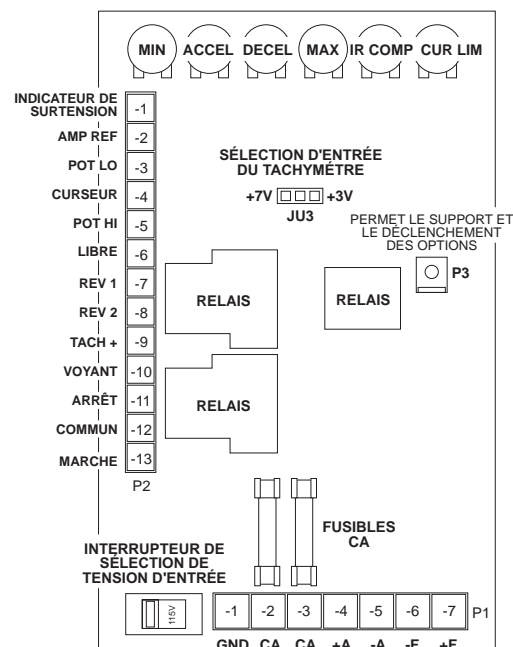 MIN ACCEL DECEL MAX IR COMP CUR LIM
INDICATEUR DE
SURTENSION
-1
AMP REF
-2
POT LO
-3
CURSEUR
-4
POT HI
-5
LIBRE
-6
REV 1
-7
REV 2
-8
TACH +
-9
VOYANT
-10
ARRÊT
-11
COMMUN
-12
MARCHE
-13
P2
SÉLECTION D'ENTRÉE
DU TACHYMÉTRE
+7V +3V
JU3
PERMET LE SUPPORT ET
LE DÉCLENCHEMENT
DES OPTIONS
P3
RELAIS
RELAIS
RELAIS
FUSIBLES
CA
INTERRUPTEUR DE
SÉLECTION DE
TENSION D'ENTRÉE
115V
-1 -2 -3 -4 -5 -6 -7 P1
GND CA CA +A -A -F +F